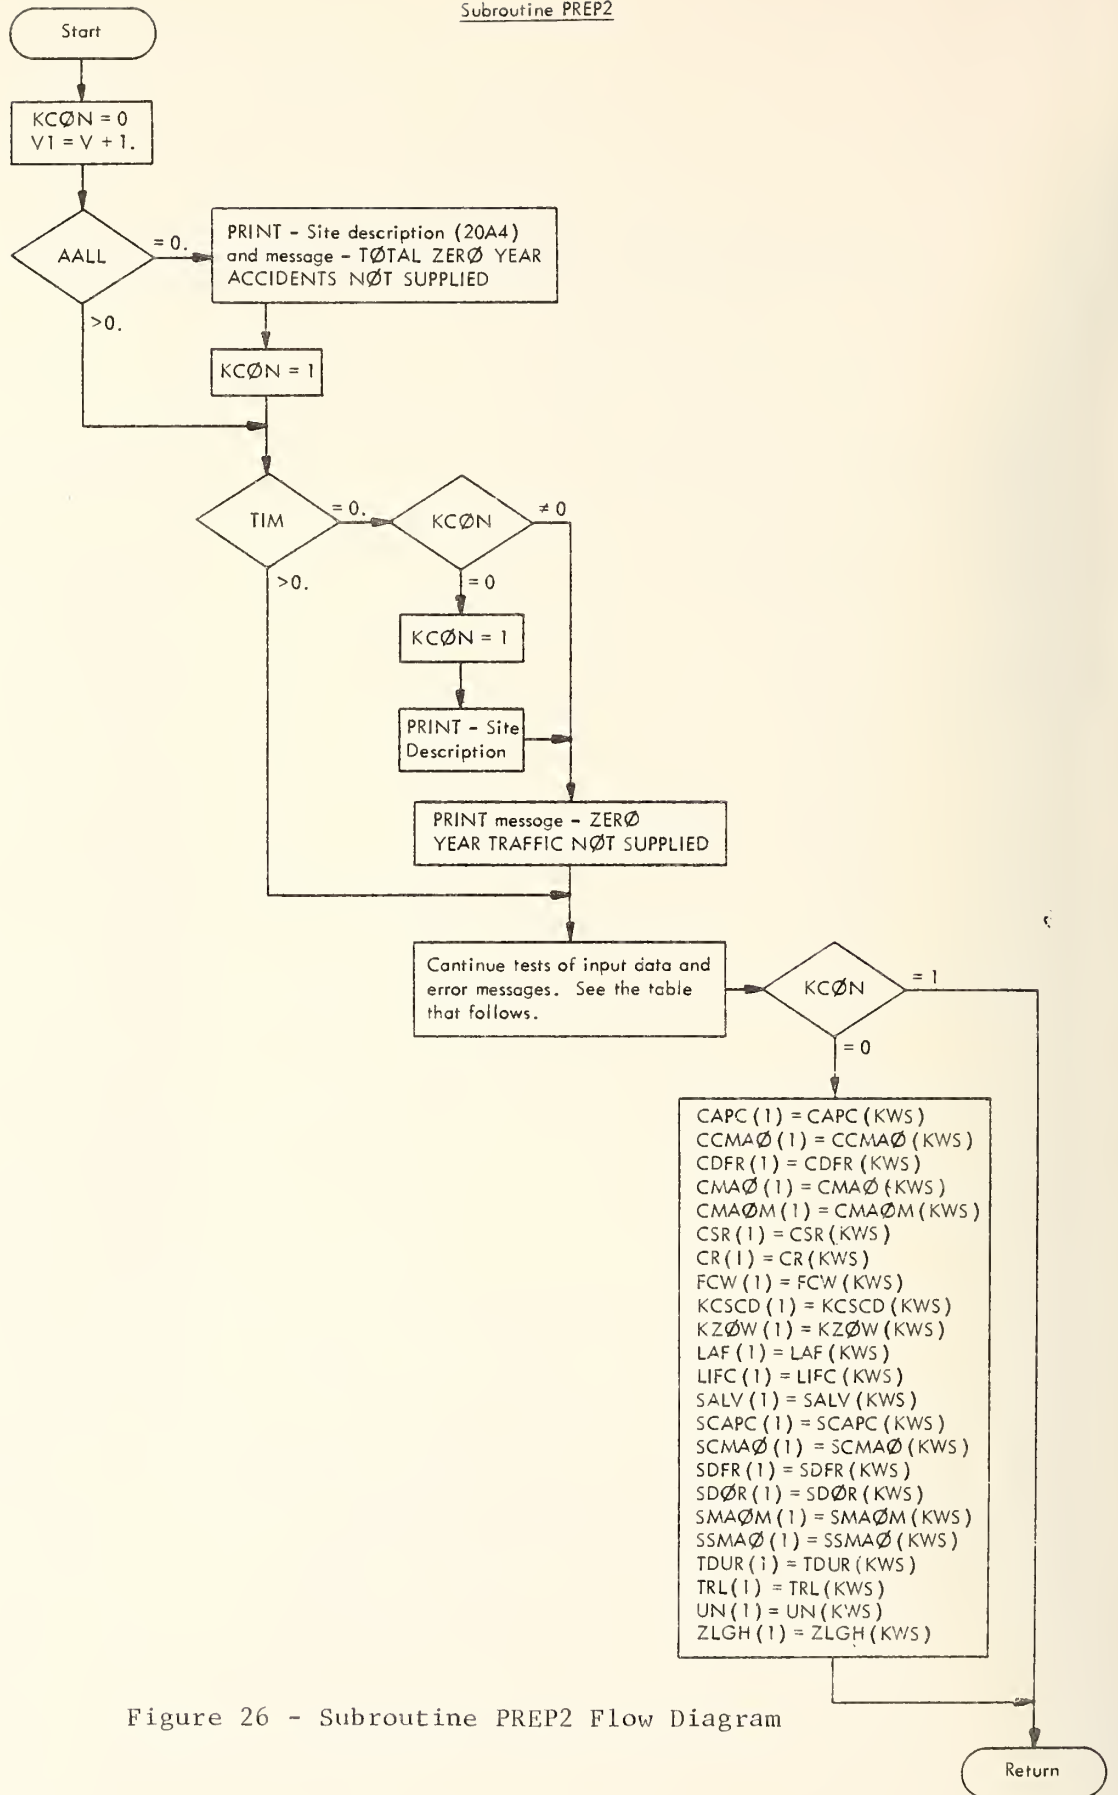 Subroutine PREP2
Start
KCØN = 0
V1 = V + 1.
AALL
= 0.
>0.
PRINT - Site description (20A4)
and message - TØTAL ZERØ YEAR
ACCIDENTS NØT SUPPLIED
KCØN = 1
TIM
= 0.
>0.
KCØN
≠ 0
= 0
KCØN = 1
PRINT - Site
Description
PRINT messoge - ZERØ
YEAR TRAFFIC NØT SUPPLIED
Cantinue tests of input data and
error messages. See the table
that follows.
KCØN
= 1
= 0
CAPC (1) = CAPC (KWS)
CCMAØ (1) = CCMAØ (KWS)
CDFR (1) = CDFR (KWS)
CMAØ (1) = CMAØ (KWS)
CMAØM (1) = CMAØM (KWS)
CSR (1) = CSR (KWS)
CR (1) = CR (KWS)
FCW (1) = FCW (KWS)
KCSCD (1) = KCSCD (KWS)
KZØW (1) = KZØW (KWS)
LAF (1) = LAF (KWS)
LIFC (1) = LIFC (KWS)
SALV (1) = SALV (KWS)
SCAPC (1) = SCAPC (KWS)
SCMAØ (1) = SCMAØ (KWS)
SDFR (1) = SDFR (KWS)
SDØR (1) = SDØR (KWS)
SMAØM (1) = SMAØM (KWS)
SSMAØ (1) = SSMAØ (KWS)
TDUR (1) = TDUR (KWS)
TRL (1) = TRL (KWS)
UN (1) = UN (KWS)
ZLGH (1) = ZLGH (KWS)
Return
Figure 26 - Subroutine PREP2 Flow Diagram